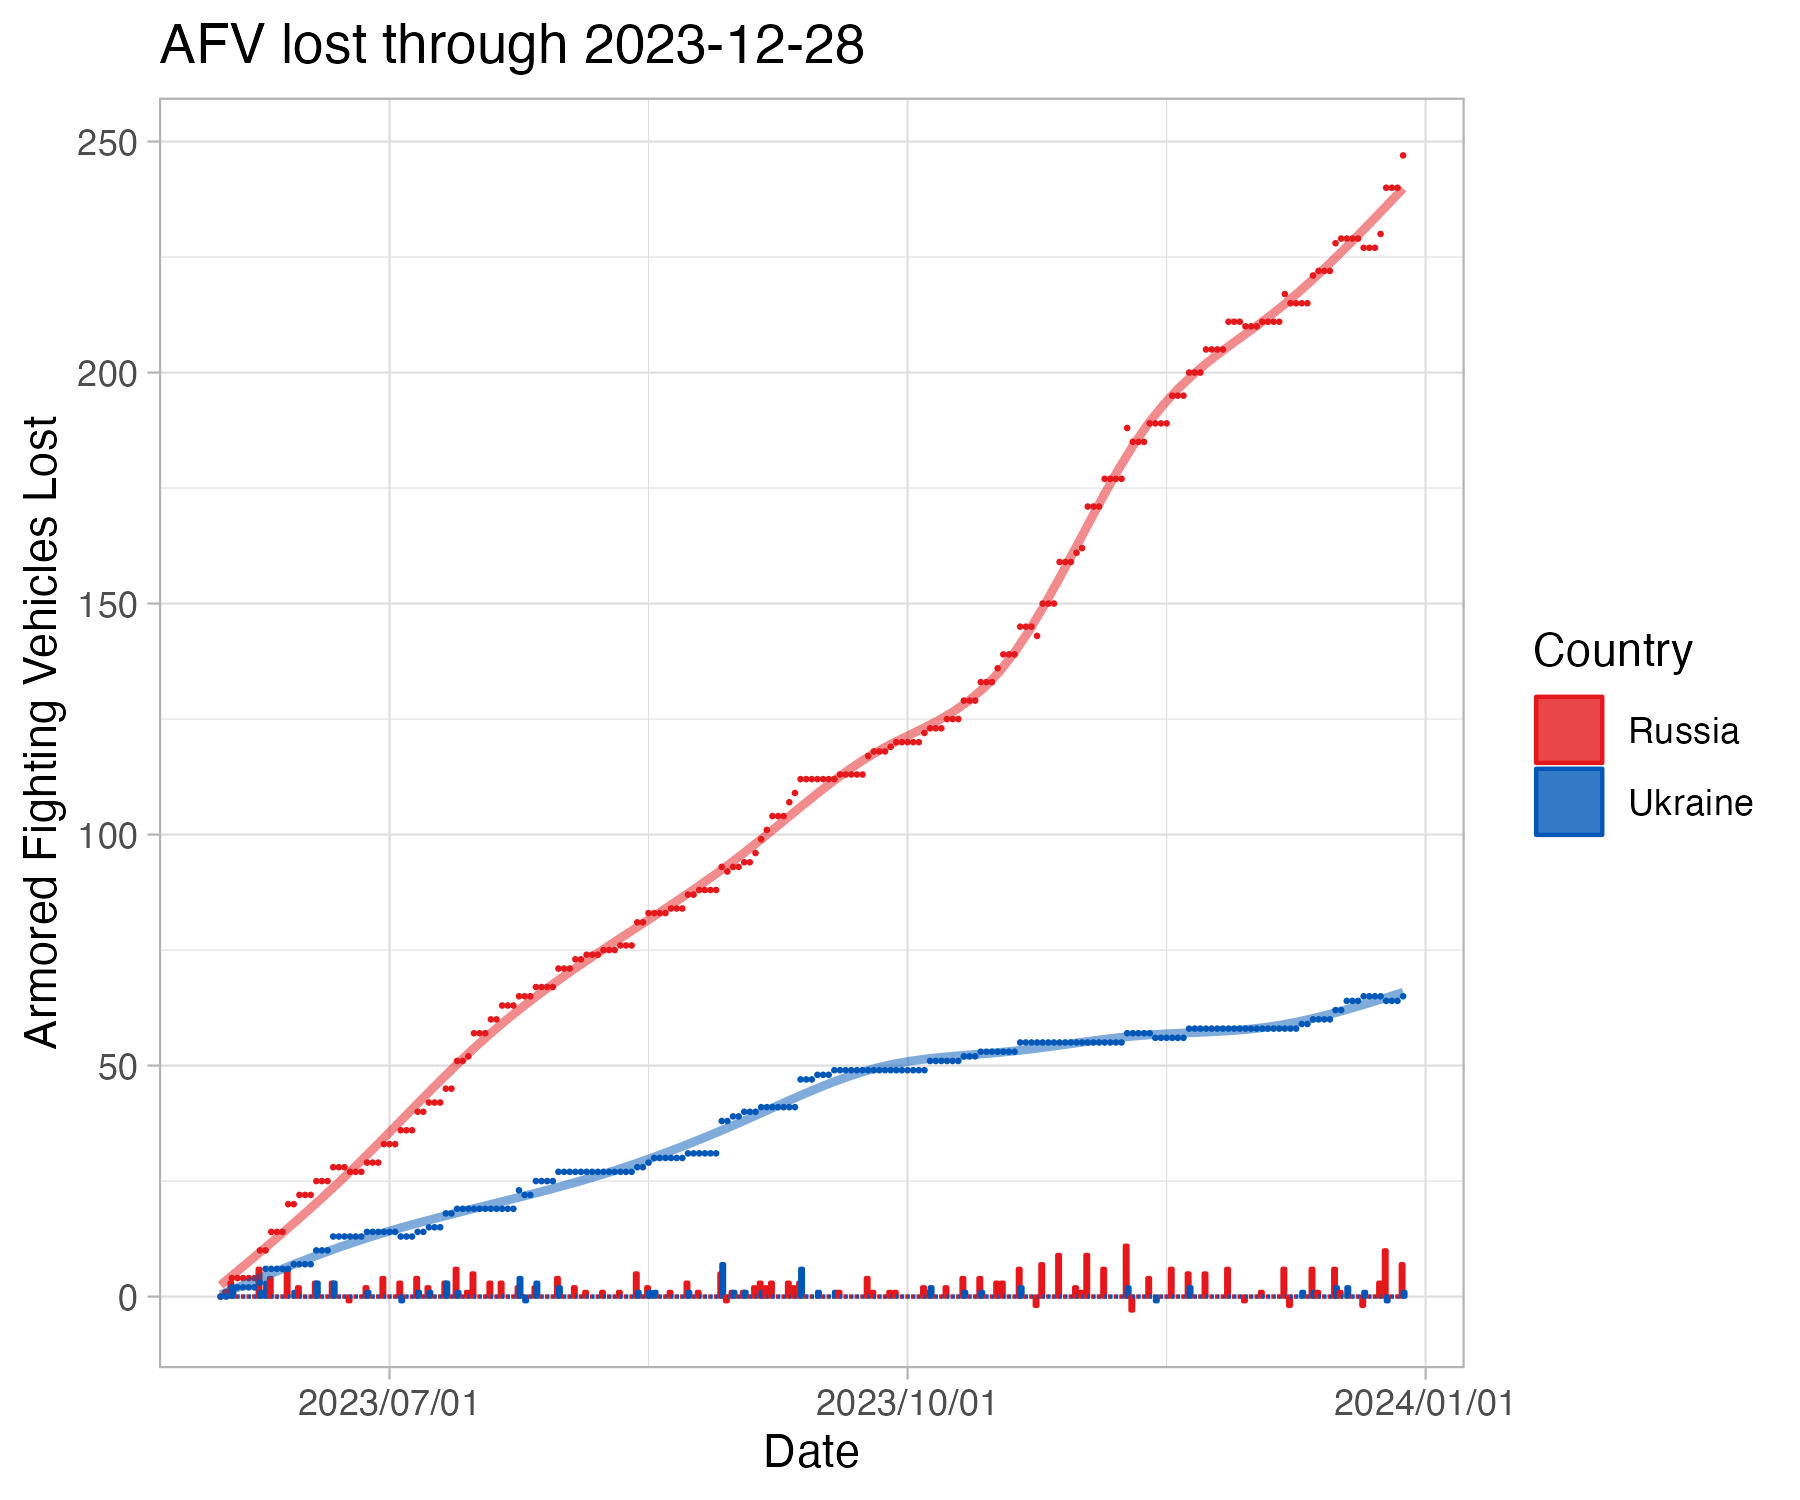 AFV lost through 2023-12-28
Armored Fighting Vehicles Lost
250
200
150
100
50
0
2023/07/01
2023/10/01
2024/01/01
Date
Country
Russia
Ukraine